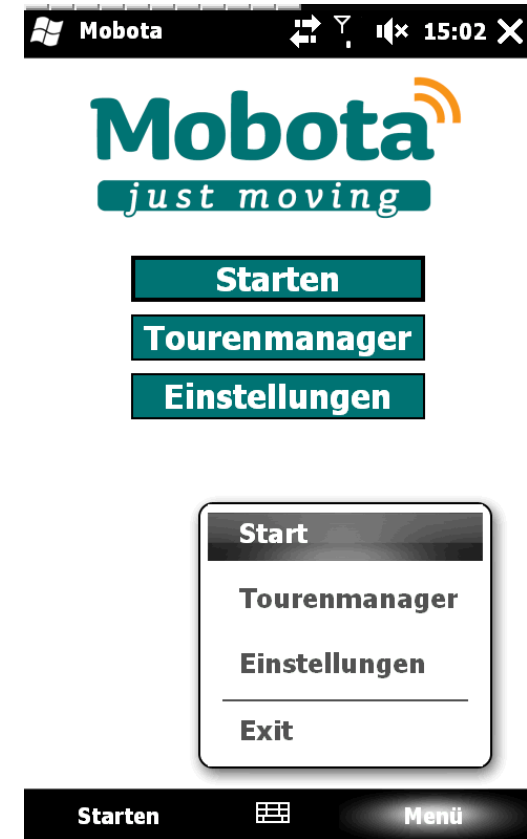 Mobota 15:02
Mobota
just moving
Starten
Tourenmanager
Einstellungen
Start
Tourenmanager
Einstellungen
Exit
Starten Menü